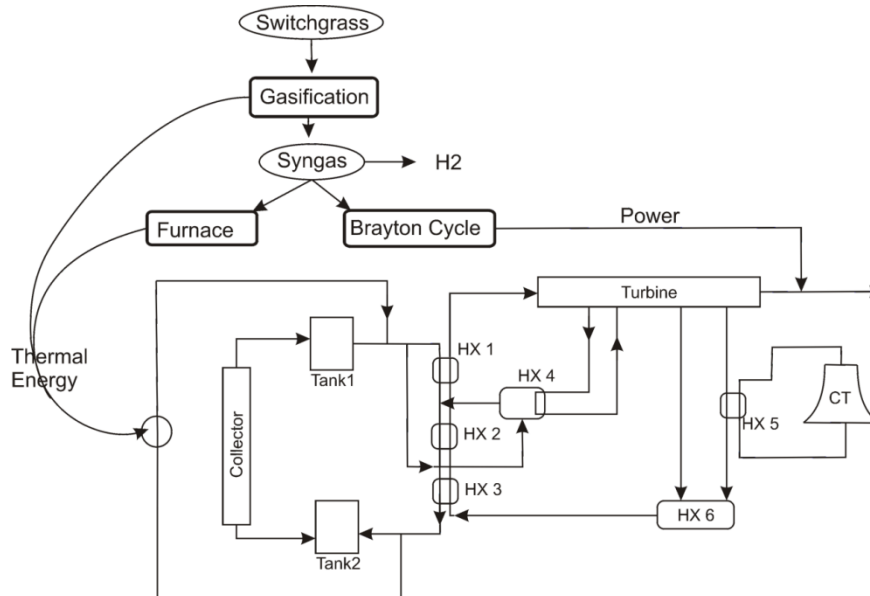 Switchgrass
Gasification
Syngas
H2
Furnace
Brayton Cycle
Power
Turbine
Thermal
Energy
Tank1
HX 1
HX 4
Collector
HX 2
HX 5
CT
HX 3
HX 6
Tank2